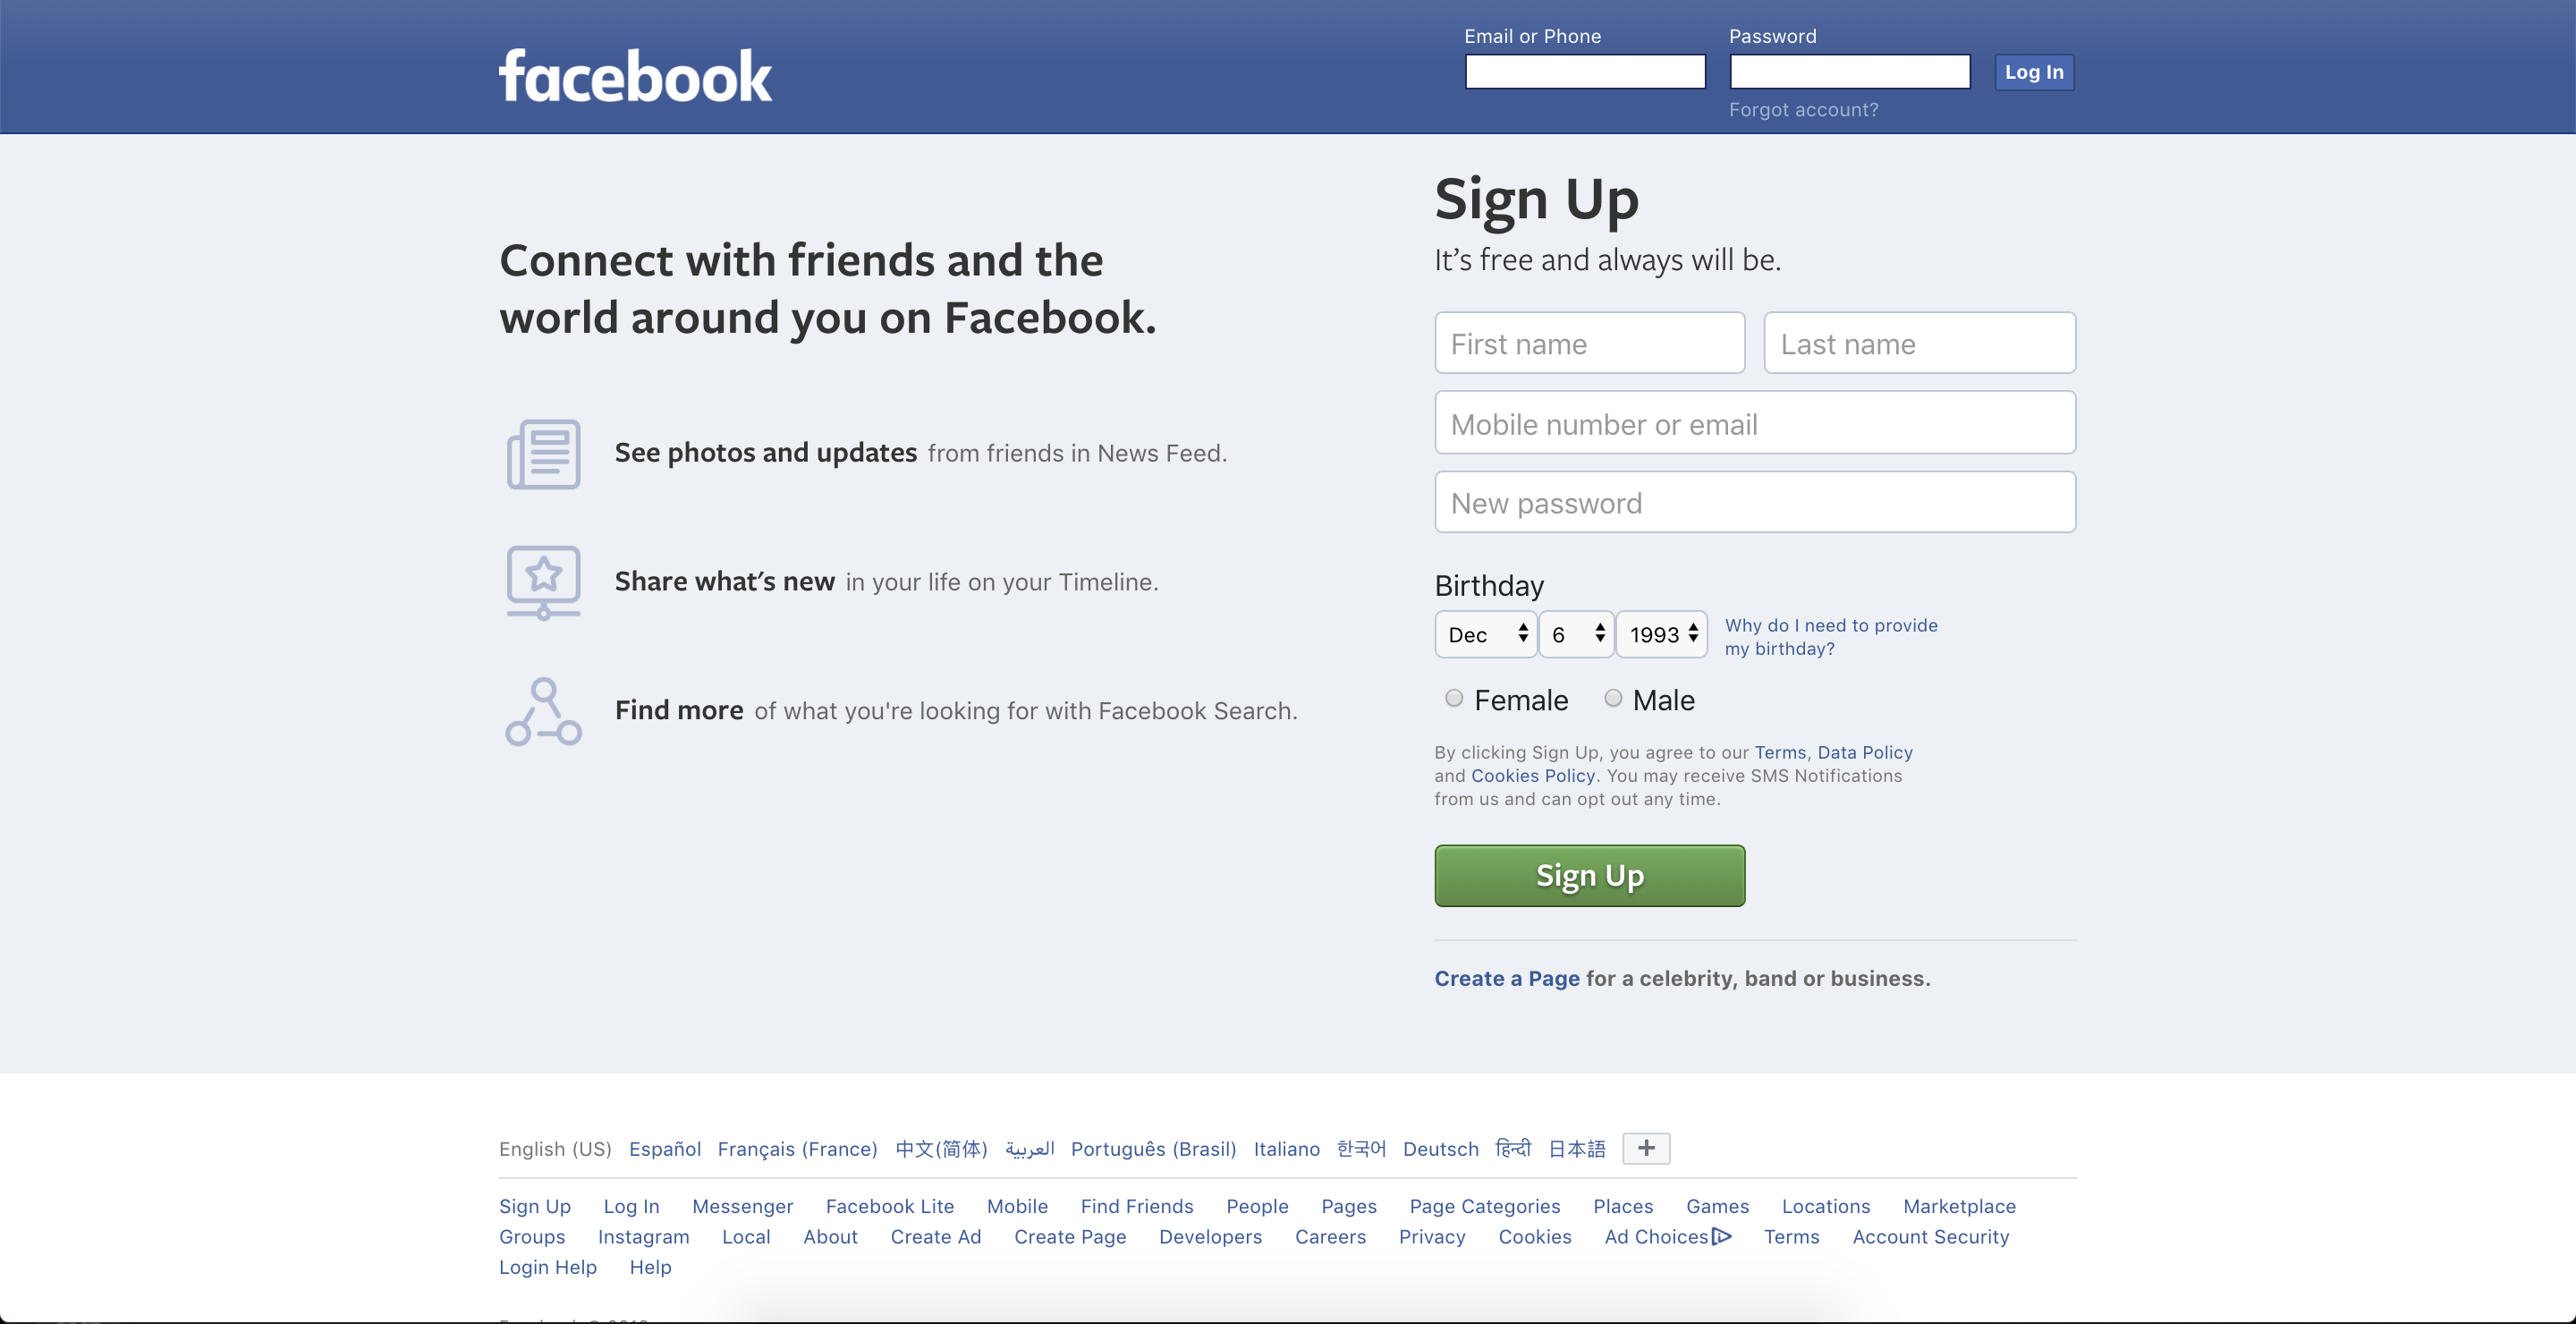 facebook
Email or Phone
Password
Log In
Forgot account?
Connect with friends and the
world around you on Facebook.
See photos and updates from friends in News Feed.
Share what's new in your life on your Timeline.
Find more of what you're looking for with Facebook Search.
Sign Up
It’s free and always will be.
First name
Last name
Mobile number or email
New password
Birthday
Dec 6 1993
Why do I need to provide
my birthday?
Female Male
By clicking Sign Up, you agree to our Terms, Data Policy
and Cookies Policy. You may receive SMS Notifications
from us and can opt out any time.
Sign Up
Create a Page for a celebrity, band or business.
English (US) Español Français (France) 中文(简体) العربية Português (Brasil) Italiano 한국어 Deutsch हिन्दी 日本語 +
Sign Up Log In Messenger Facebook Lite Mobile Find Friends People Pages Page Categories Places Games Locations Marketplace
Groups Instagram Local About Create Ad Create Page Developers Careers Privacy Cookies Ad Choices Terms Account Security
Login Help Help